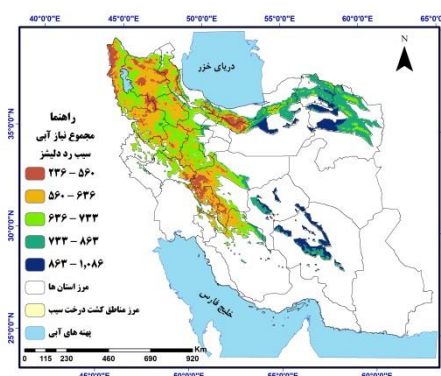 40°0'0"E 45°0'0"E 50°0'0"E 55°0'0"E 60°0'0"E 65°0'0"E
N
دریای خزر
35°0'0"N
راهنما
مجموع نیاز آبی
سیب رد دلیشز
۲۳۶ – ۵۶۰
۵۶۰ – ۶۳۶
۶۳۶ – ۷۳۳
۷۳۳ – ۸۶۳
۸۶۳ – ۱,۰۸۶
مرز استان ها
مرز مناطق کشت درخت سیب
پهنه های آبی
30°0'0"N
25°0'0"N
خلیج فارس
0 115 230 460 690 920
Km
45°0'0"E 50°0'0"E 55°0'0"E 60°0'0"E